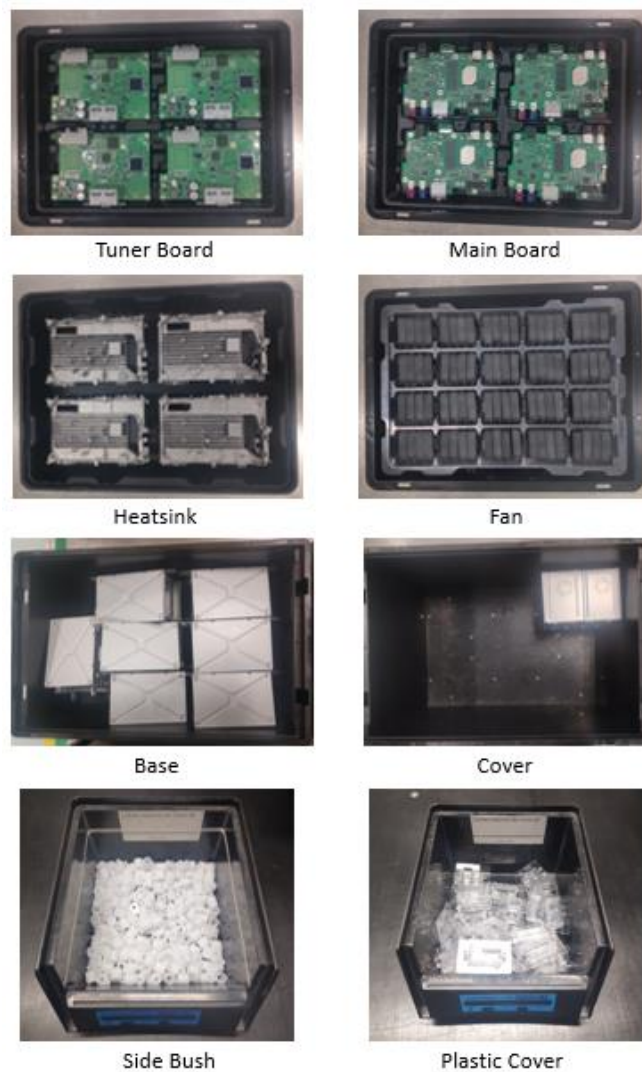 Tuner Board
Main Board
Heatsink
Fan
Base
Cover
Side Bush
Plastic Cover